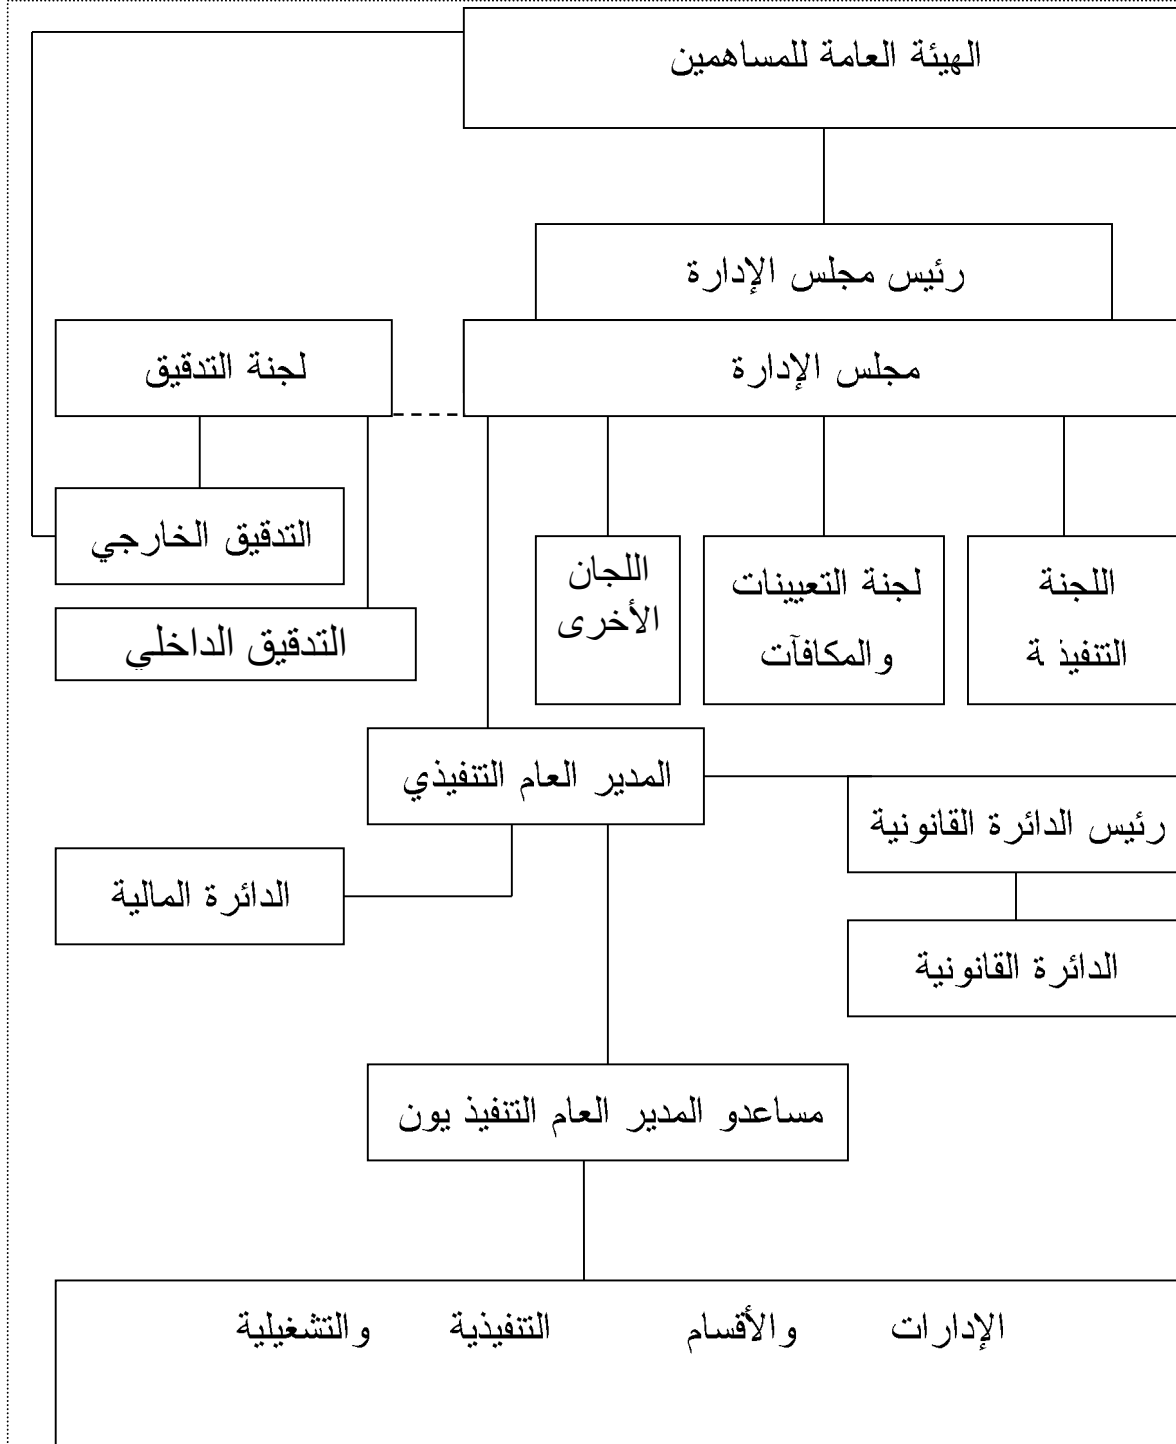 الهيئة العامة للمساهمين
رئيس مجلس الإدارة
مجلس الإدارة
لجنة التدقيق
التدقيق الخارجي
التدقيق الداخلي
اللجنة
التنفيذ ة
لجنة التعيينات
والمكافآت
اللجان
الأخرى
المدير العام التنفيذي
رئيس الدائرة القانونية
الدائرة المالية
الدائرة القانونية
مساعدو المدير العام التنفيذ يون
الإدارات والأقسام التنفيذية والتشغيلية